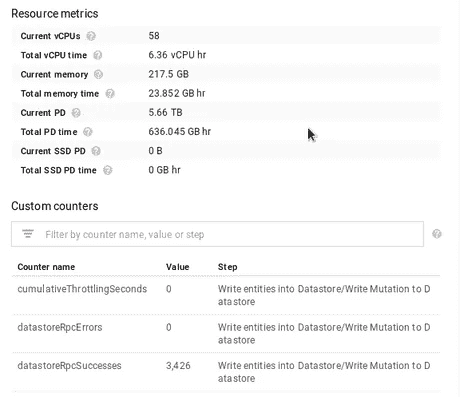 Resource metrics
Current vCPUs 58
Total vCPU time 6.36 vCPU hr
Current memory 217.5 GB
Total memory time 23.852 GB hr
Current PD 5.66 TB
Total PD time 636.045 GB hr
Current SSD PD 0 B
Total SSD PD time 0 GB hr
Custom counters
Filter by counter name, value or step
Counter name Value Step
cumulativeThrottlingSeconds 0 Write entities into Datastore/Write Mutation to D
atastore
datastoreRpcErrors 0 Write entities into Datastore/Write Mutation to D
atastore
datastoreRpcSuccesses 3,426 Write entities into Datastore/Write Mutation to D
atastore